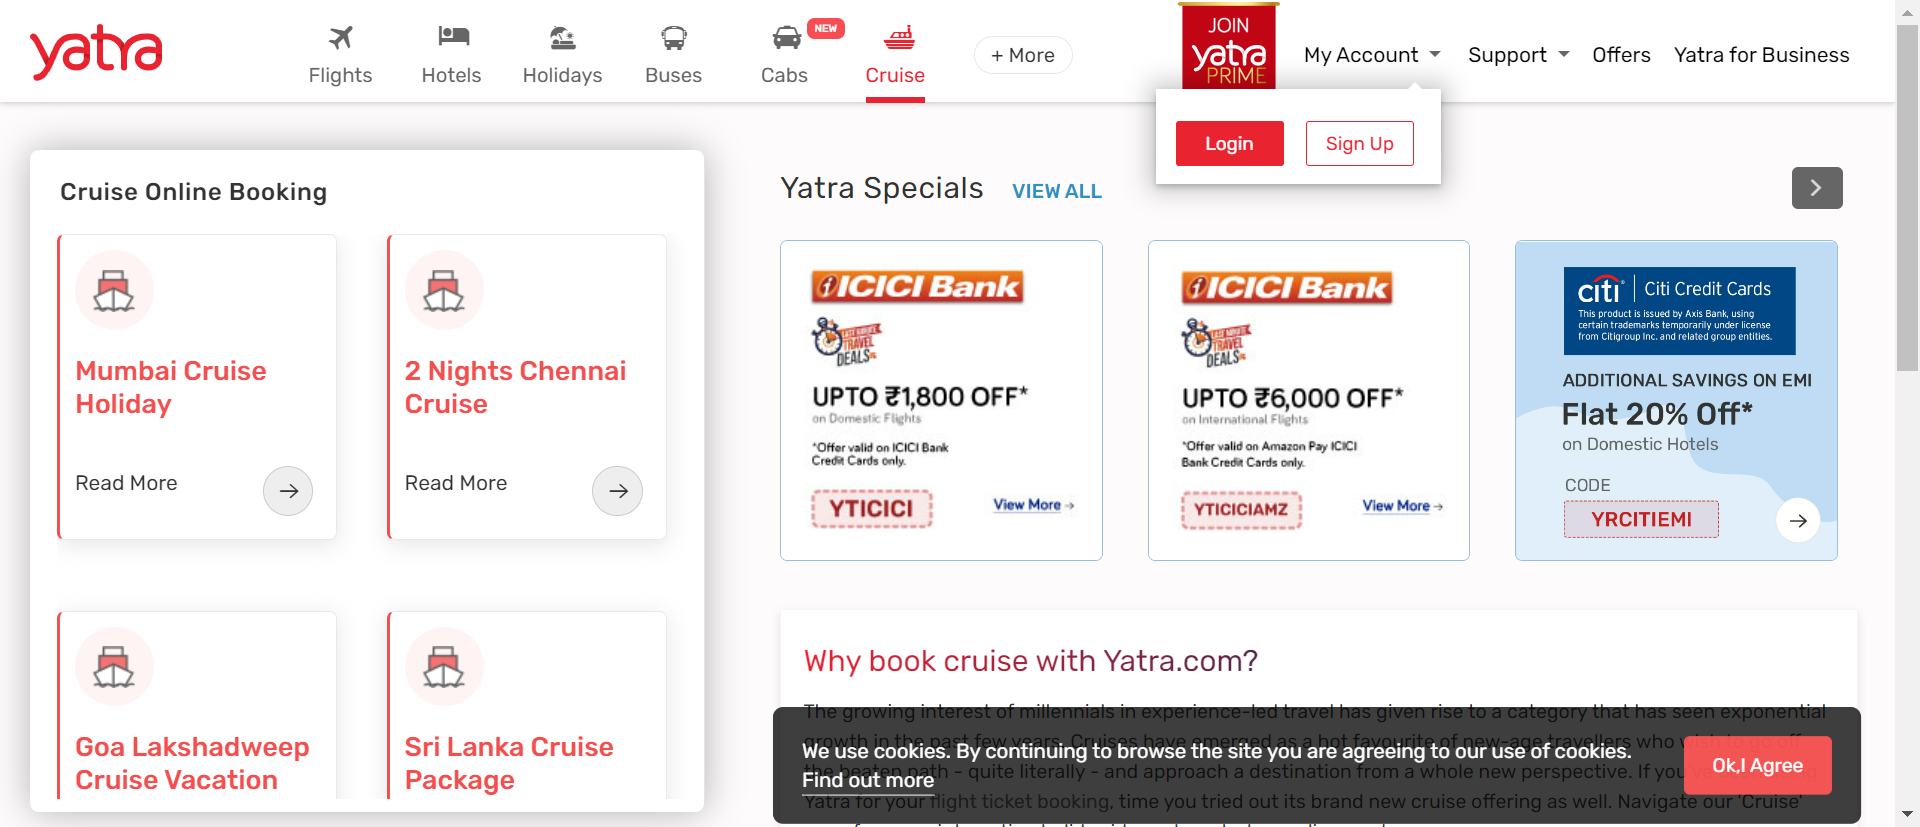 yatra
Flights
Hotels
Holidays
Buses
Cabs
NEW
Cruise
+ More
JOIN
yatra
PRIME
My Account
Support
Offers
Yatra for Business
Login
Sign Up
Cruise Online Booking
Mumbai Cruise
Holiday
Read More
2 Nights Chennai
Cruise
Read More
Goa Lakshadweep
Cruise Vacation
Sri Lanka Cruise
Package
Yatra Specials
VIEW ALL
ICICI Bank
LAST MINUTE
TRAVEL
DEALS
UPTO ₹1,800 OFF*
on Domestic Flights
*Offer valid on ICICI Bank
Credit Cards only.
YTICICI
View More
ICICI Bank
LAST MINUTE
TRAVEL
DEALS
UPTO ₹6,000 OFF*
on International Flights
*Offer valid on Amazon Pay ICICI
Bank Credit Cards only.
YTICICIAMZ
View More
citi
Citi Credit Cards
This product is issued by Axis Bank, using
certain trademarks temporarily under license
from Citigroup Inc. and related group entities.
ADDITIONAL SAVINGS ON EMI
Flat 20% Off*
on Domestic Hotels
CODE
YRCITIEMI
Why book cruise with Yatra.com?
The growing interest of millennials in experience-led travel has given rise to a category that has seen exponential
growth in the past few years. Cruises have emerged as a hot favourite of new-age travellers who wish to go off
the beaten path - quite literally - and approach a destination from a whole new perspective. If you've
Yatra for your flight ticket booking, time you tried out its brand new cruise offering as well. Navigate our 'Cruise'
We use cookies. By continuing to browse the site you are agreeing to our use of cookies.
Find out more
Ok,I Agree